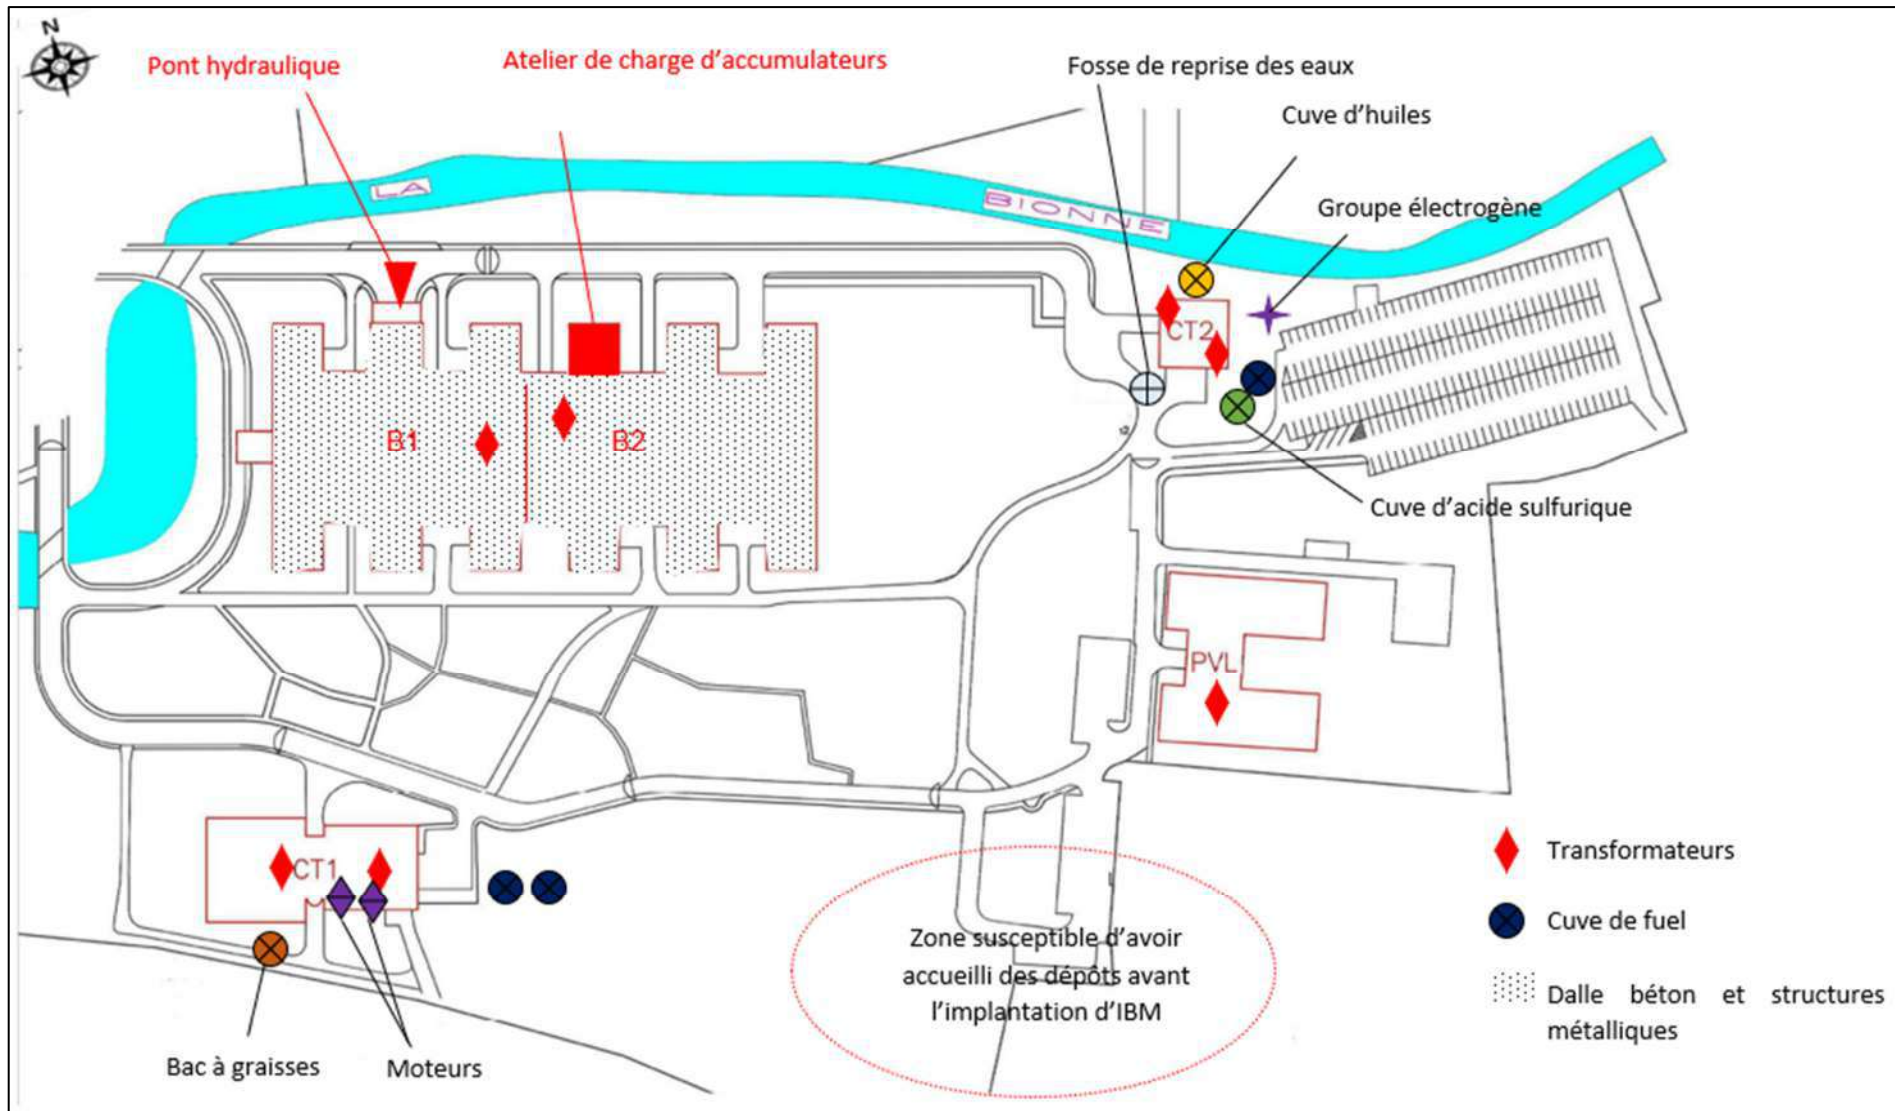 N
Pont hydraulique
Atelier de charge d'accumulateurs
Fosse de reprise des eaux
Cuve d'huiles
LA
BIONNE
Groupe électrogène
CT2
B1
B2
Cuve d'acide sulfurique
PVL
CT1
Transformateurs
Cuve de fuel
Zone susceptible d'avoir
accueilli des dépôts avant
l'implantation d'IBM
Dalle béton et structures
métalliques
Bac à graisses
Moteurs